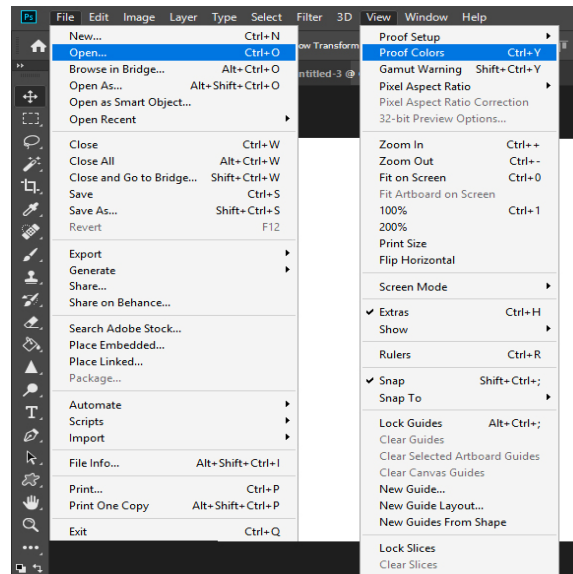 Ps File Edit Image Layer Type Select Filter 3D View Window Help
New... Ctrl+N
Open... Ctrl+O
Browse in Bridge... Alt+Ctrl+O
Open As... Alt+Shift+Ctrl+O
Open as Smart Object...
Open Recent
Close Ctrl+W
Close All Alt+Ctrl+W
Close and Go to Bridge... Shift+Ctrl+W
Save Ctrl+S
Save As... Shift+Ctrl+S
Revert F12
Export
Generate
Share...
Share on Behance...
Search Adobe Stock...
Place Embedded...
Place Linked...
Package...
Automate
Scripts
Import
File Info... Alt+Shift+Ctrl+I
Print... Ctrl+P
Print One Copy Alt+Shift+Ctrl+P
Exit Ctrl+Q
ow Transform
ntitled-3 @
Proof Setup
Proof Colors Ctrl+Y
Gamut Warning Shift+Ctrl+Y
Pixel Aspect Ratio
Pixel Aspect Ratio Correction
32-bit Preview Options...
Zoom In Ctrl++
Zoom Out Ctrl+-
Fit on Screen Ctrl+0
Fit Artboard on Screen
100% Ctrl+1
200%
Print Size
Flip Horizontal
Screen Mode
Extras Ctrl+H
Show
Rulers Ctrl+R
Snap Shift+Ctrl+;
Snap To
Lock Guides Alt+Ctrl+;
Clear Guides
Clear Selected Artboard Guides
Clear Canvas Guides
New Guide...
New Guide Layout...
New Guides From Shape
Lock Slices
Clear Slices